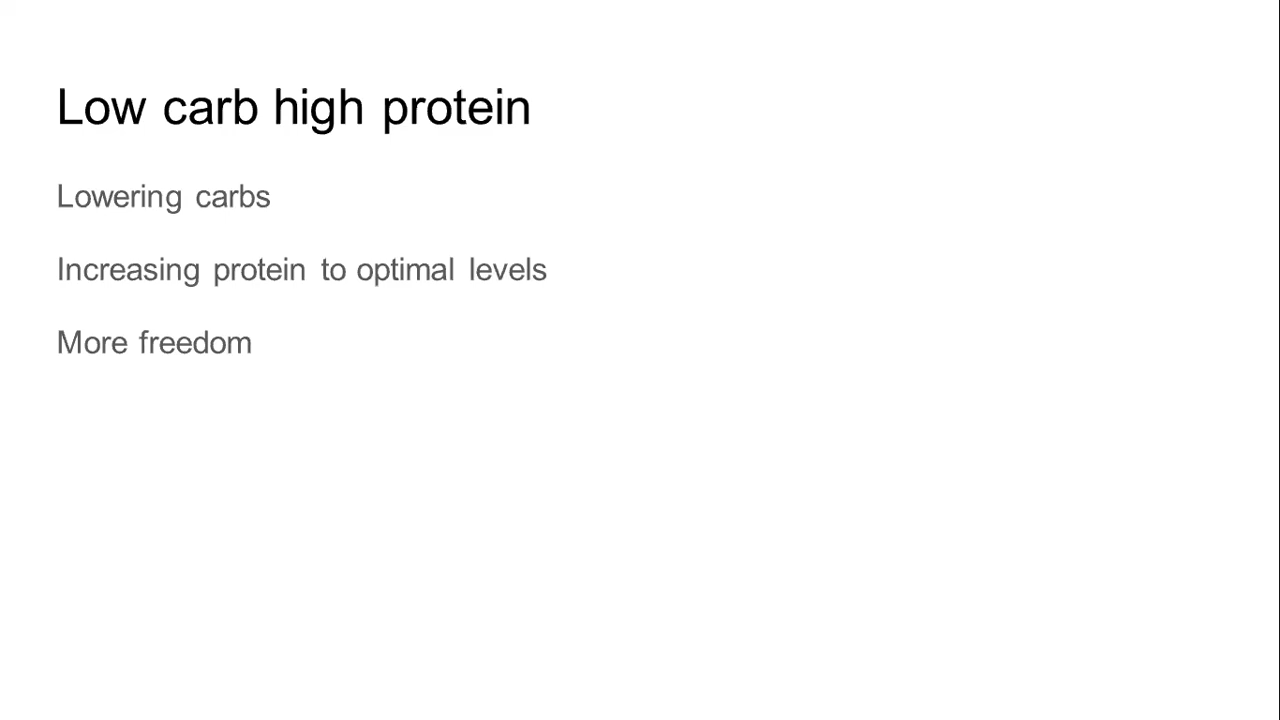 Low carb high protein
Lowering carbs
Increasing protein to optimal levels
More freedom